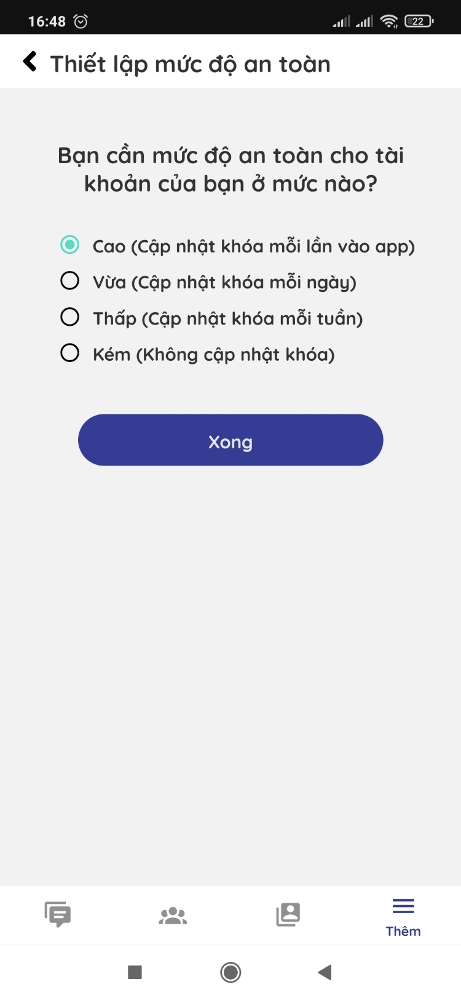 16:48
22
Thiết lập mức độ an toàn
Bạn cần mức độ an toàn cho tài
khoản của bạn ở mức nào?
Cao (Cập nhật khóa mỗi lần vào app)
Vừa (Cập nhật khóa mỗi ngày)
Thấp (Cập nhật khóa mỗi tuần)
Kém (Không cập nhật khóa)
Xong
Thêm